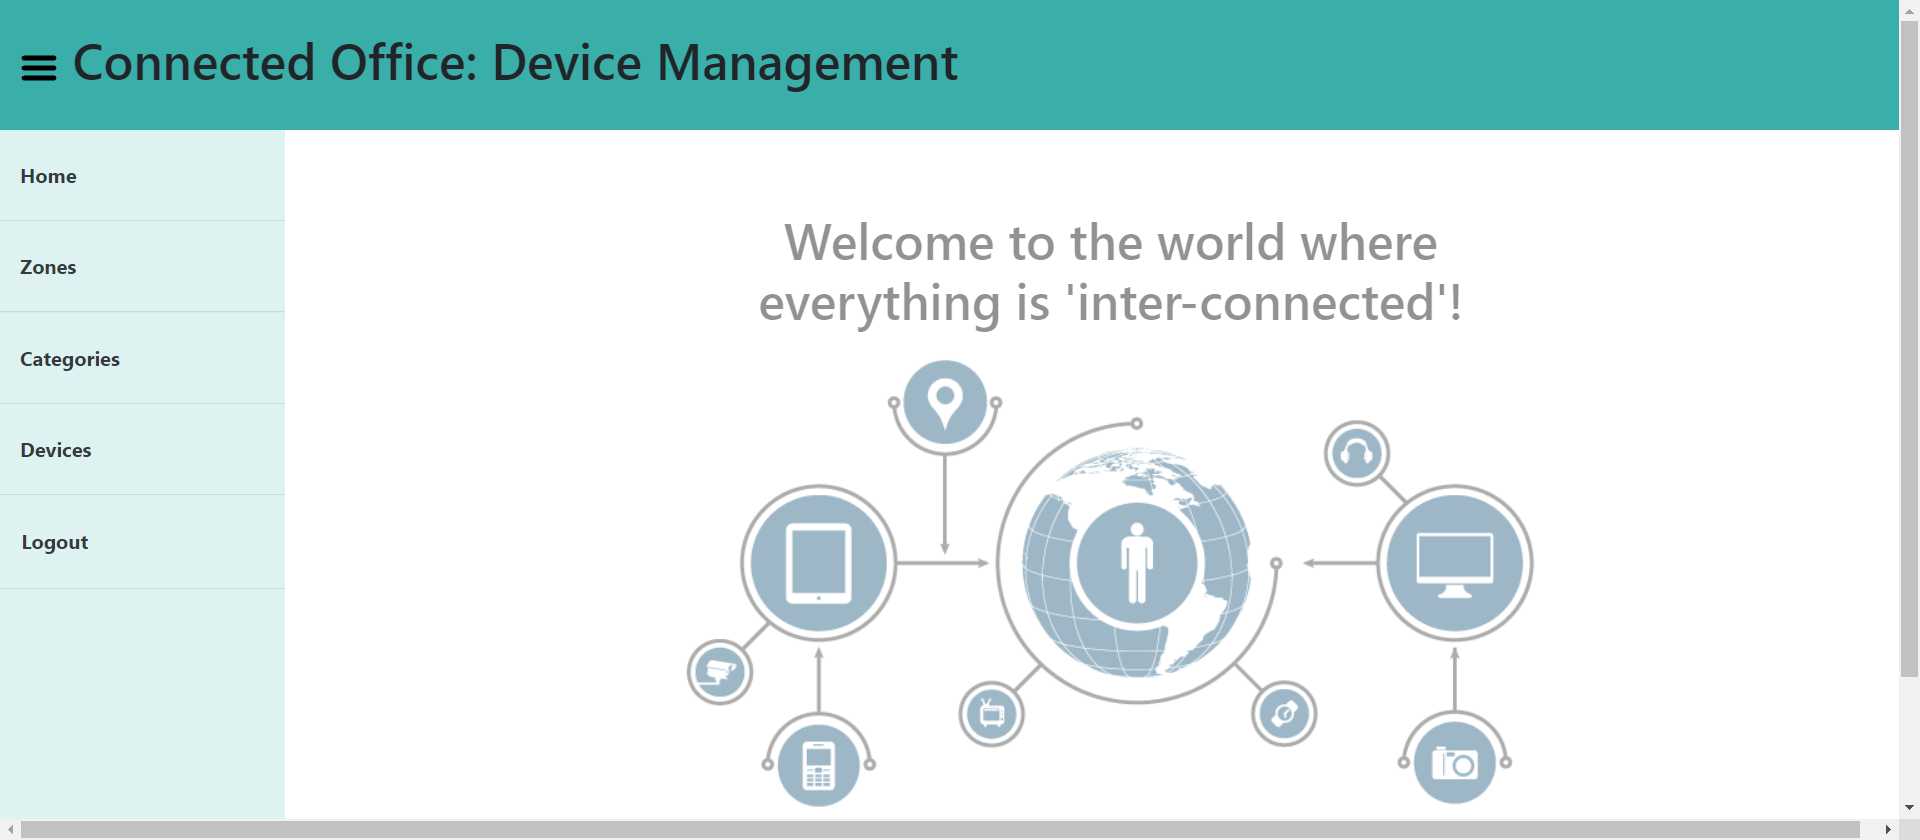 Connected Office: Device Management
Home
Zones
Categories
Devices
Logout
Welcome to the world where
everything is 'inter-connected'!